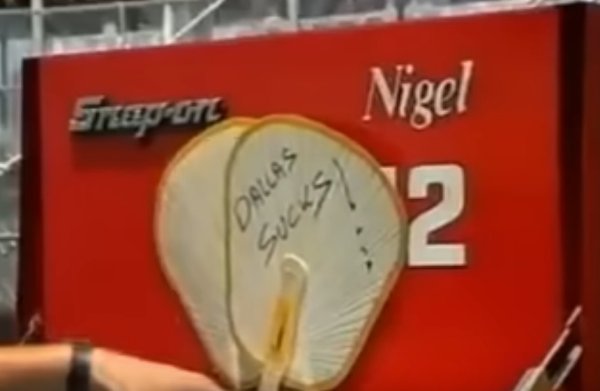 Snap-on
Nigel
12
DALLAS
SUCKS!...